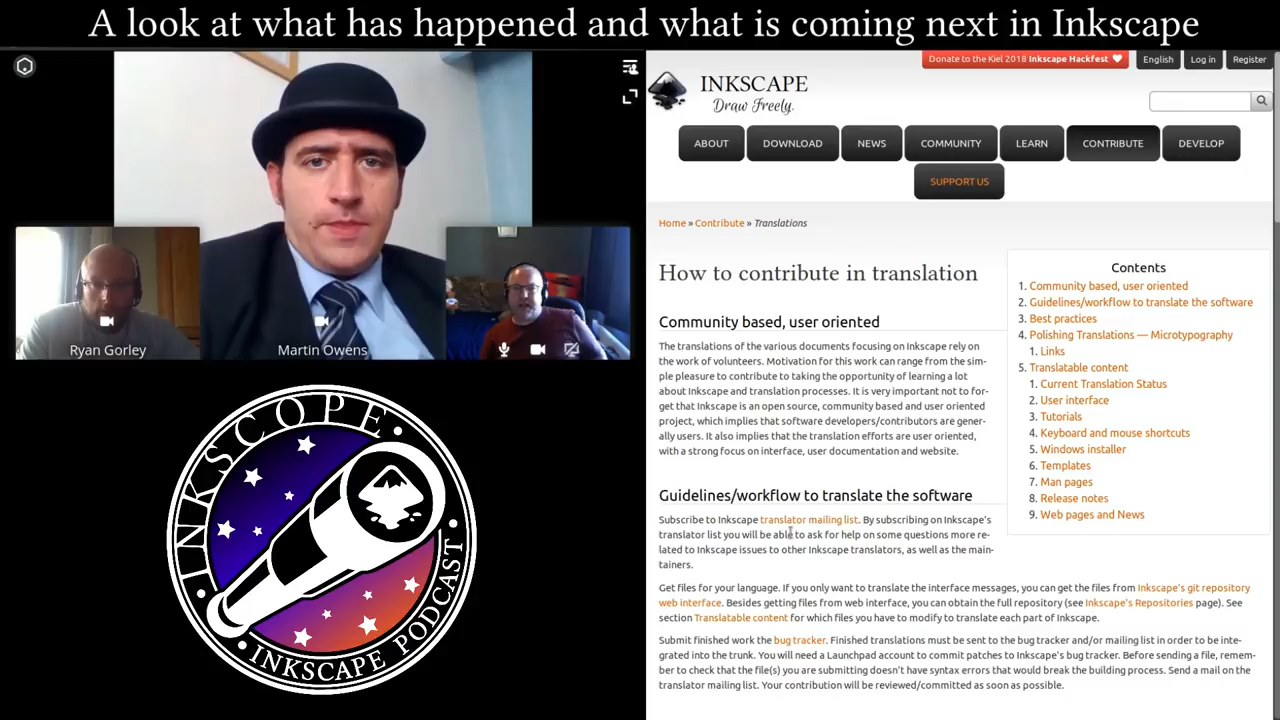 A look at what has happened and what is coming next in Inkscape
Ryan Gorley
Martin Owens
INKSCOPE
INKSCAPE PODCAST
Donate to the Kiel 2018 Inkscape Hackfest
English
Log in
Register
INKSCAPE
Draw Freely.
ABOUT
DOWNLOAD
NEWS
COMMUNITY
LEARN
CONTRIBUTE
DEVELOP
SUPPORT US
Home » Contribute » Translations
How to contribute in translation
Community based, user oriented
The translations of the various documents focusing on Inkscape rely on
the work of volunteers. Motivation for this work can range from the sim-
ple pleasure to contribute to taking the opportunity of learning a lot
about Inkscape and translation processes. It is very important not to for-
get that Inkscape is an open source, community based and user oriented
project, which implies that software developers/contributors are gener-
ally users. It also implies that the translation efforts are user oriented,
with a strong focus on interface, user documentation and website.
Guidelines/workflow to translate the software
Subscribe to Inkscape translator mailing list. By subscribing on Inkscape's
translator list you will be able to ask for help on some questions more re-
lated to Inkscape issues to other Inkscape translators, as well as the main-
tainers.
Get files for your language. If you only want to translate the interface messages, you can get the files from Inkscape's git repository
web interface. Besides getting files from web interface, you can obtain the full repository (see Inkscape's Repositories page). See
section Translatable content for which files you have to modify to translate each part of Inkscape.
Submit finished work the bug tracker. Finished translations must be sent to the bug tracker and/or mailing list in order to be inte-
grated into the trunk. You will need a Launchpad account to commit patches to Inkscape's bug tracker. Before sending a file, remem-
ber to check that the file(s) you are submitting doesn't have syntax errors that would break the building process. Send a mail on the
translator mailing list. Your contribution will be reviewed/committed as soon as possible.
Contents
1. Community based, user oriented
2. Guidelines/workflow to translate the software
3. Best practices
4. Polishing Translations — Microtypography
1. Links
5. Translatable content
1. Current Translation Status
2. User interface
3. Tutorials
4. Keyboard and mouse shortcuts
5. Windows installer
6. Templates
7. Man pages
8. Release notes
9. Web pages and News